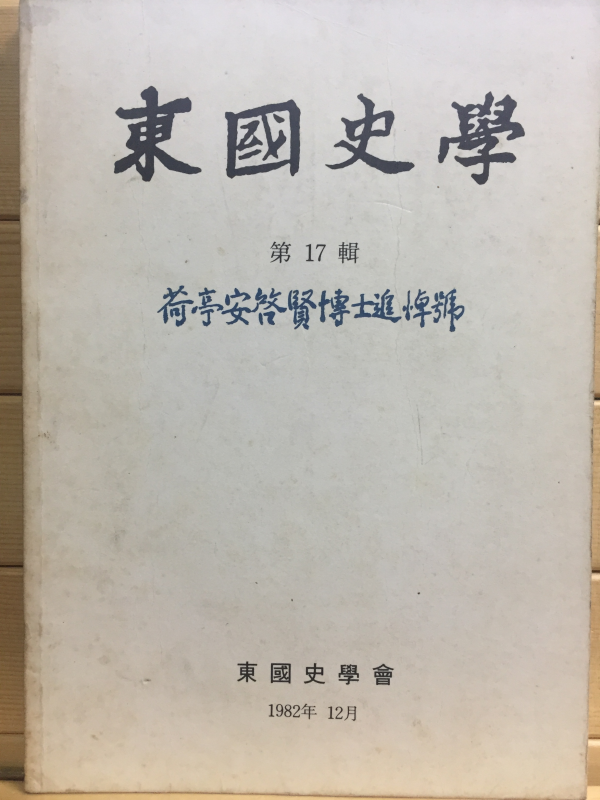 東國史學
第 17 輯
荷亭安啓賢博士追悼號
東國史學會
1982年 12月